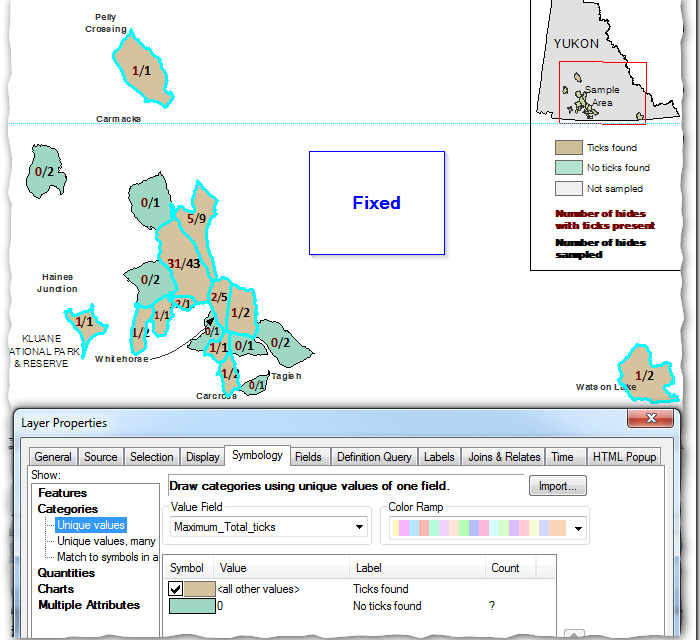 Pelly
Crossing
1/1
Carmacks
YUKON
Sample
Area
Ticks found
No ticks found
Not sampled
Number of hides
with ticks present
Number of hides
sampled
0/2
0/1
5/9
Fixed
31/43
0/2
Haines
Junction
2/5
1/2
1/1
1/1
0/1
KLUANE
ATIONAL PARK
& RESERVE
1/1
0/1
0/2
Whitehorse
1/2
0/1
Tagish
Carcross
1/2
Watson Lake
Layer Properties
General
Source
Selection
Display
Symbology
Fields
Definition Query
Labels
Joins & Relates
Time
HTML Popup
Show:
Features
Categories
Unique values
Unique values, many
Match to symbols in a
Quantities
Charts
Multiple Attributes
Draw categories using unique values of one field.
Import...
Value Field
Maximum_Total_ticks
Color Ramp
Symbol Value Label Count
<all other values> Ticks found
0 No ticks found ?